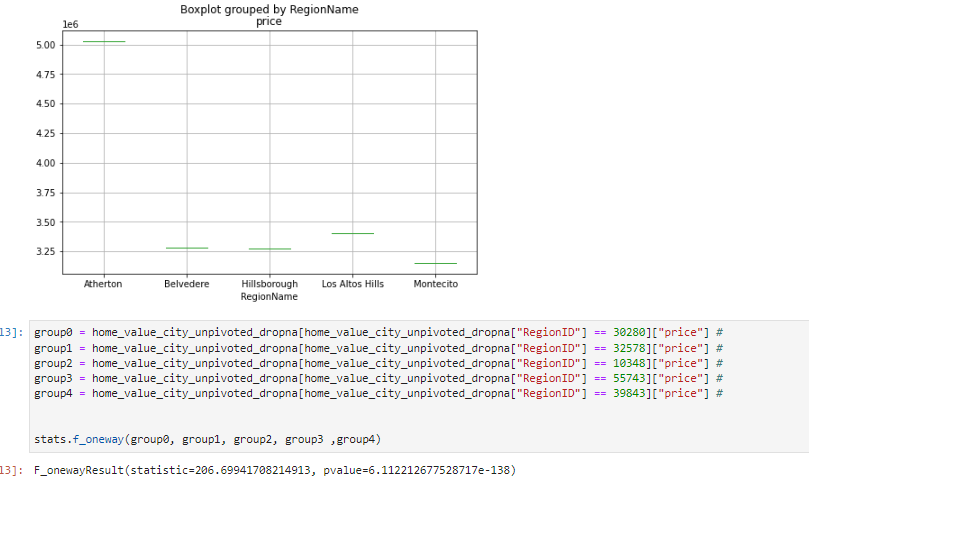 Boxplot grouped by RegionName
price
1e6
5.00
4.75
4.50
4.25
4.00
3.75
3.50
3.25
Atherton Belvedere Hillsborough Los Altos Hills Montecito
RegionName
13]: group0 = home_value_city_unpivoted_dropna[home_value_city_unpivoted_dropna["RegionID"] == 30280]["price"] #
group1 = home_value_city_unpivoted_dropna[home_value_city_unpivoted_dropna["RegionID"] == 32578]["price"] #
group2 = home_value_city_unpivoted_dropna[home_value_city_unpivoted_dropna["RegionID"] == 10348]["price"] #
group3 = home_value_city_unpivoted_dropna[home_value_city_unpivoted_dropna["RegionID"] == 55743]["price"] #
group4 = home_value_city_unpivoted_dropna[home_value_city_unpivoted_dropna["RegionID"] == 39843]["price"] #
stats.f_oneway(group0, group1, group2, group3 ,group4)
13]: F_onewayResult(statistic=206.69941708214913, pvalue=6.112212677528717e-138)